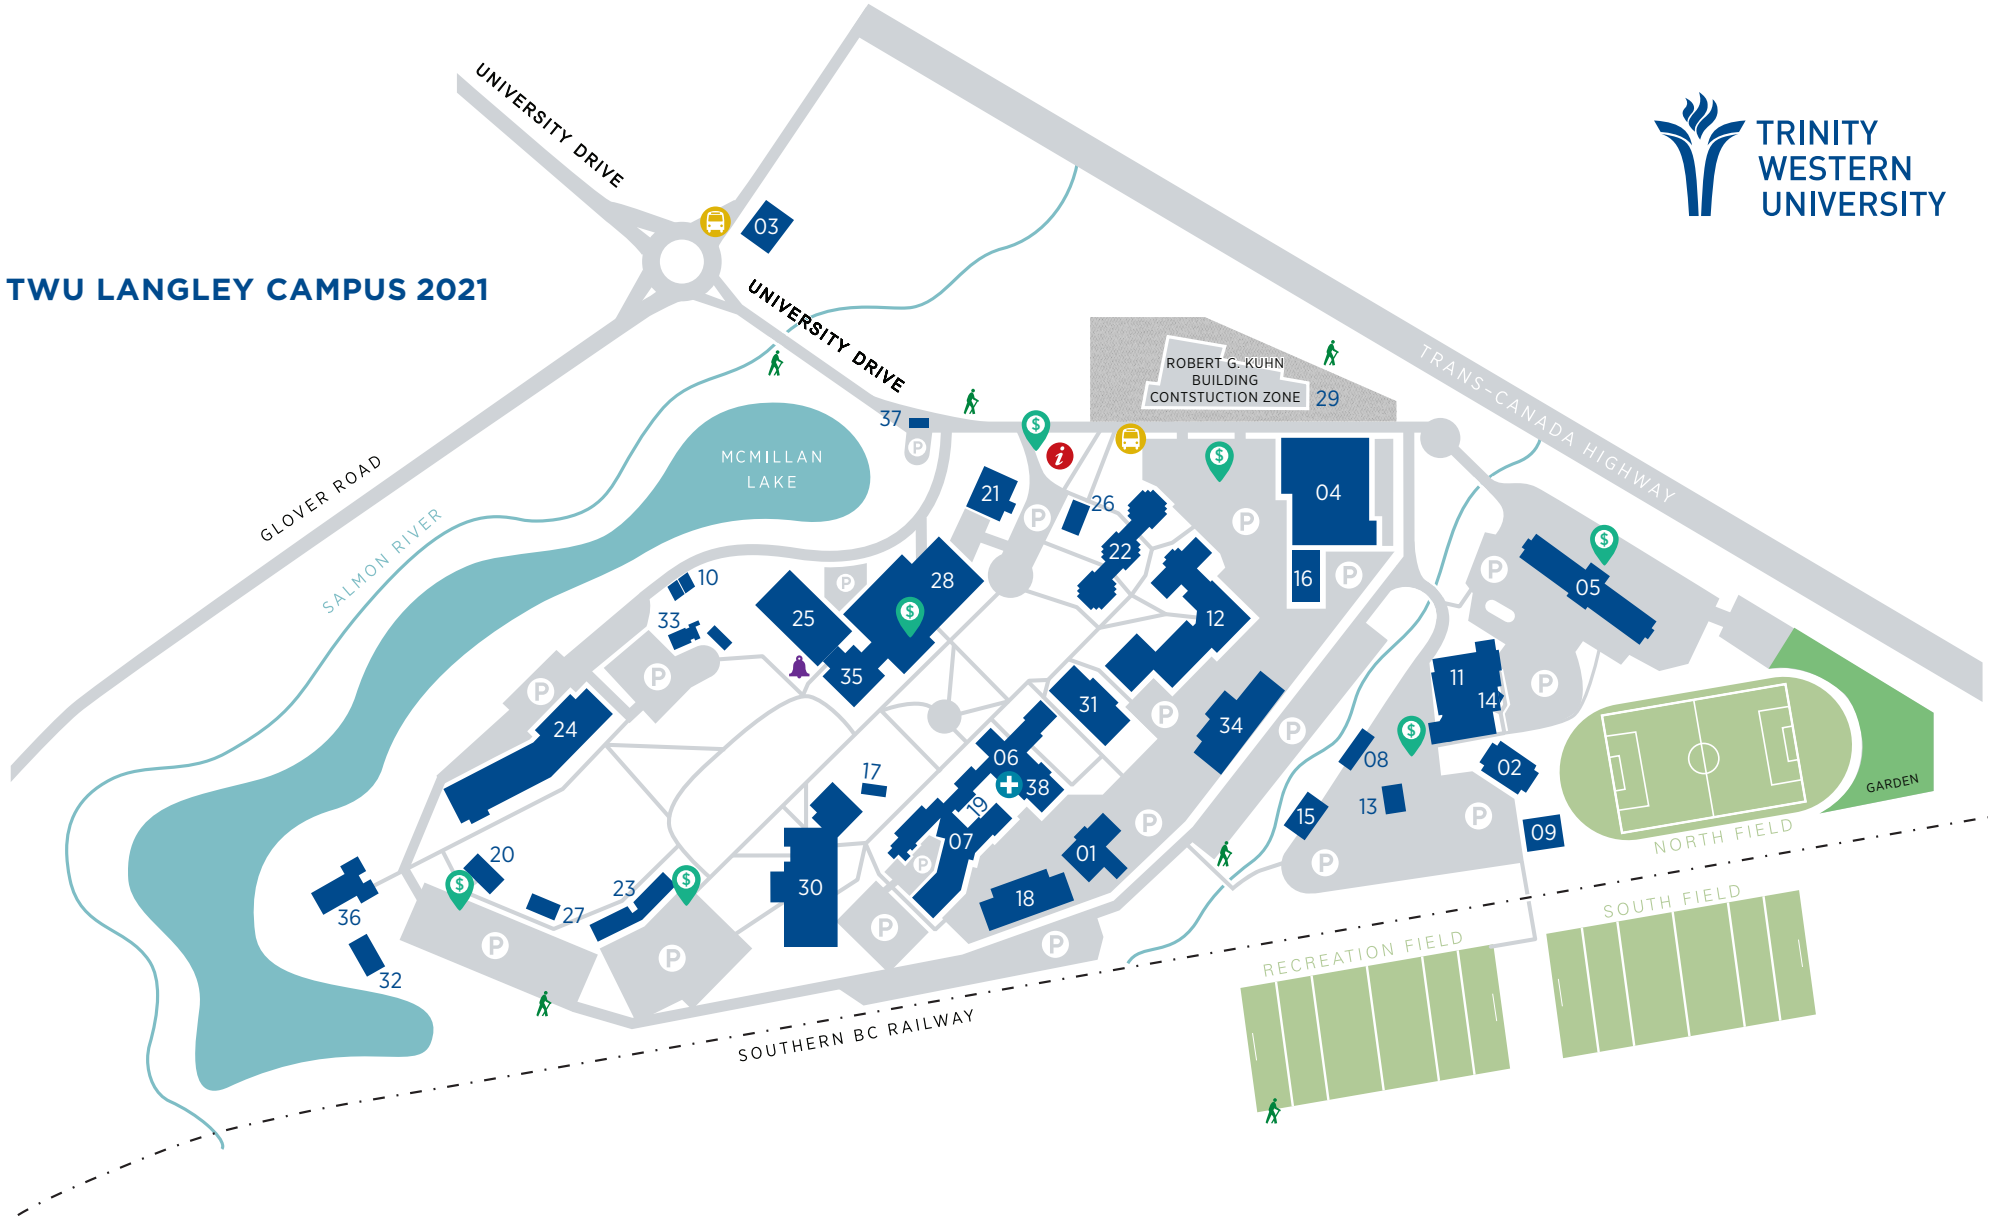 UNIVERSITY DRIVE
TRINITY
WESTERN
UNIVERSITY
03
TWU LANGLEY CAMPUS 2021
UNIVERSITY DRIVE
ROBERT G. KUHN
BUILDING
CONTSTUCTION ZONE
29
TRANS-CANADA HIGHWAY
37
P
$
i
$
MCMILLAN
LAKE
GLOVER ROAD
SALMON RIVER
21
26
P
P
04
22
28
10
25
P
33
$
35
12
16
P
P
05
$
P
24
P
31
P
34
P
11
14
P
$
08
02
13
15
09
P
P
GARDEN
NORTH FIELD
SOUTH FIELD
RECREATION FIELD
17
06
38
19
07
P
01
P
18
P
P
30
20
$
27
23
$
36
32
P
P
SOUTHERN BC RAILWAY